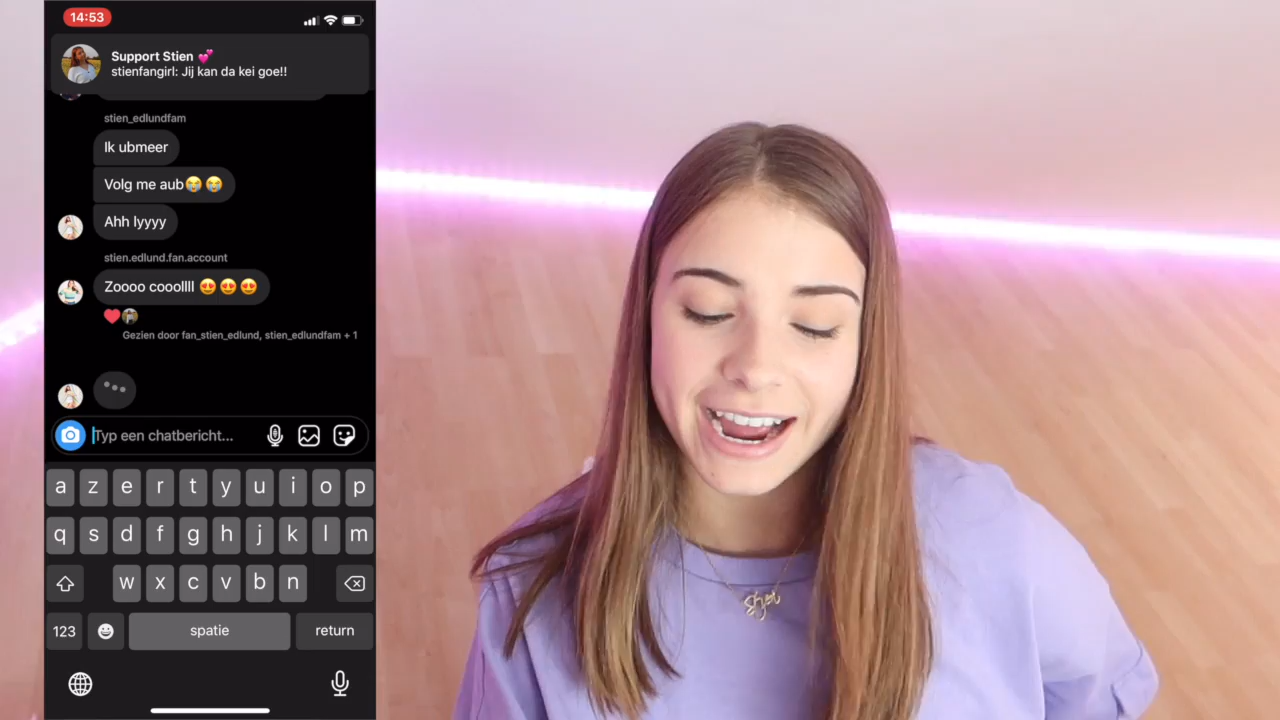 14:53
Support Stien 💕
stienfangirl: Jij kan da kei goe!!
stien_edlundfam
Ik ubmeer
Volg me aub😭😭
Ahh lyyyy
stien.edlund.fan.account
Zoooo cooollll 😍😍😍
❤️
Gezien door fan_stien_edlund, stien_edlundfam + 1
Typ een chatbericht...
a z e r t y u i o p
q s d f g h j k l m
w x c v b n
123 spatie return